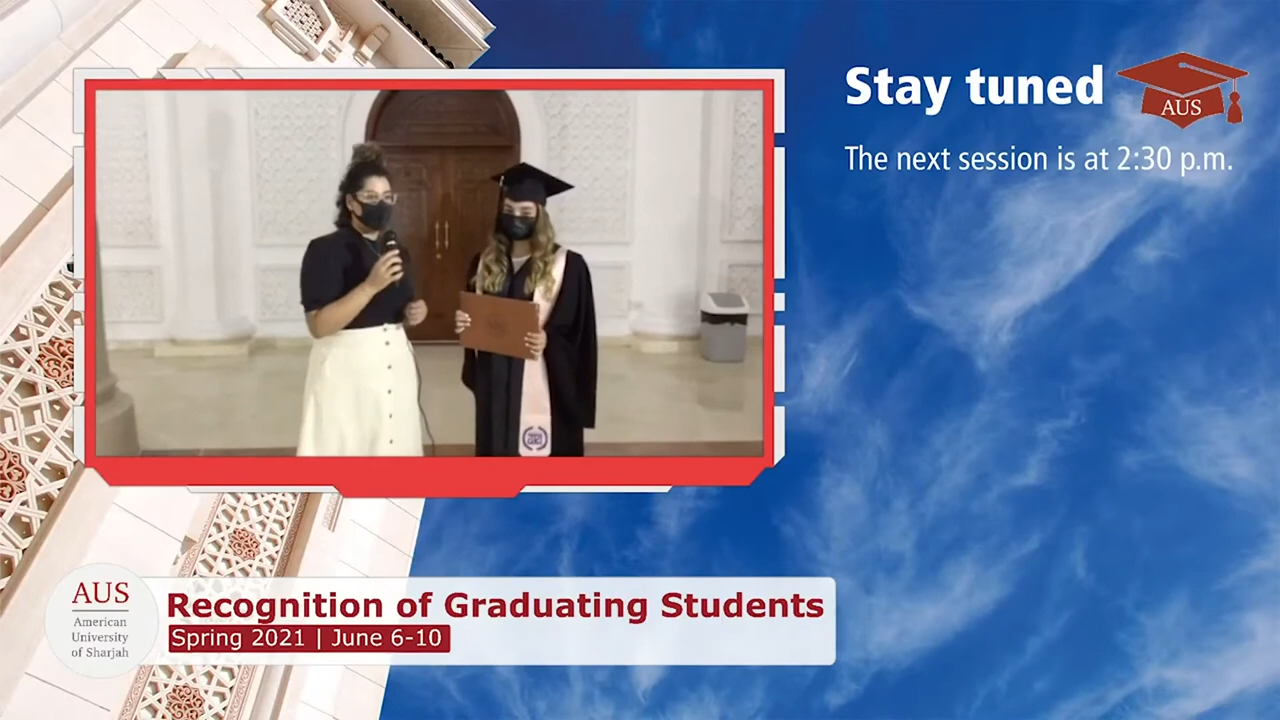 Stay tuned
AUS
The next session is at 2:30 p.m.
AUS
American
University
of Sharjah
Recognition of Graduating Students
Spring 2021 | June 6-10